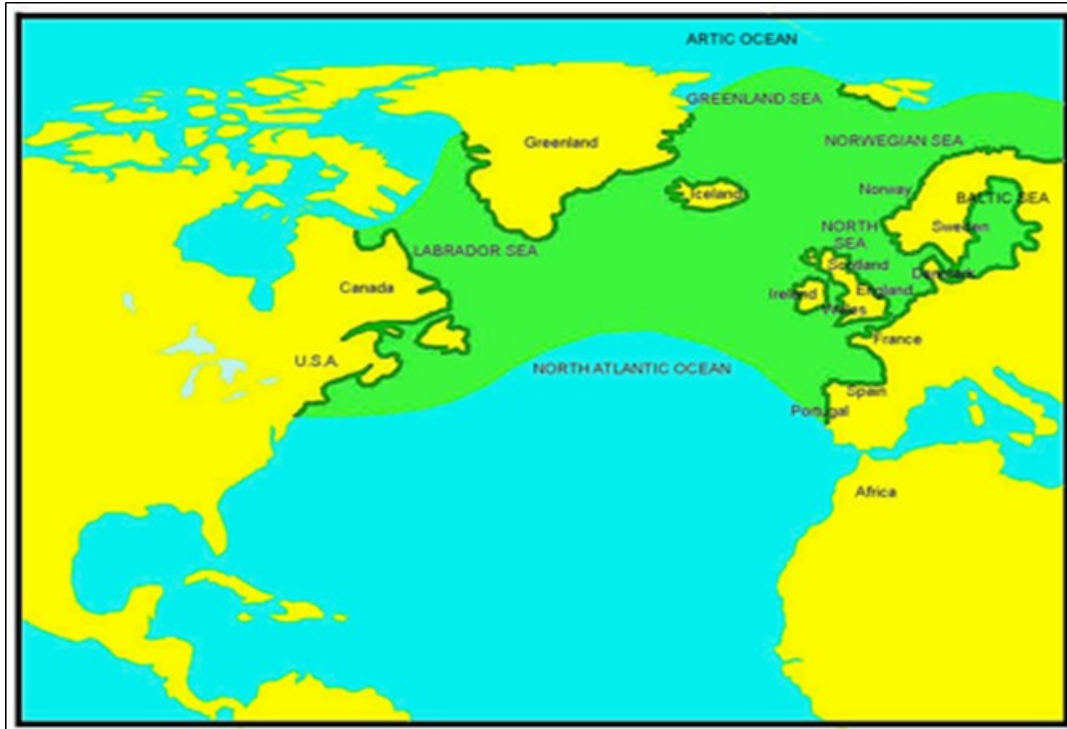 ARTIC OCEAN
GREENLAND SEA
Greenland
NORWEGIAN SEA
Norway
Iceland
BALTIC SEA
Sweden
NORTH
SEA
LABRADOR SEA
Scotland
Denmark
Canada
Ireland
England
Wales
France
U.S.A.
NORTH ATLANTIC OCEAN
Spain
Portugal
Africa